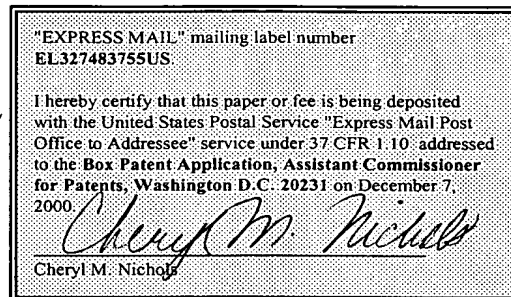 "EXPRESS MAIL" mailing label number
EL327483755US.
I hereby certify that this paper or fee is being deposited
with the United States Postal Service "Express Mail Post
Office to Addressee" service under 37 CFR 1.10 addressed
to the Box Patent Application, Assistant Commissioner
for Patents, Washington D.C. 20231 on December 7,
2000.
Cheryl M. Nichols
Cheryl M. Nichols